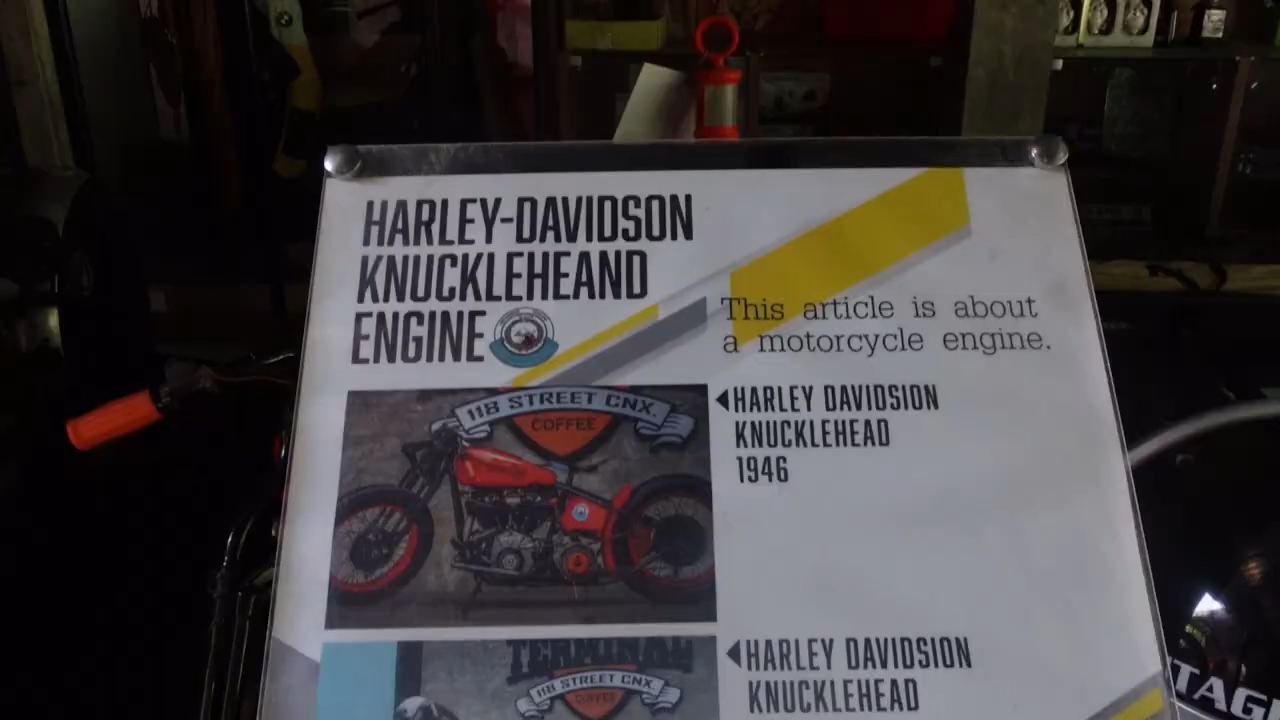 HARLEY-DAVIDSON
KNUCKLEHEAND
ENGINE
This article is about
a motorcycle engine.
118 STREET CNX.
COFFEE
HARLEY DAVIDSION
KNUCKLEHEAD
1946
TERMINAL
118 STREET CNX.
COFFEE
HARLEY DAVIDSION
KNUCKLEHEAD